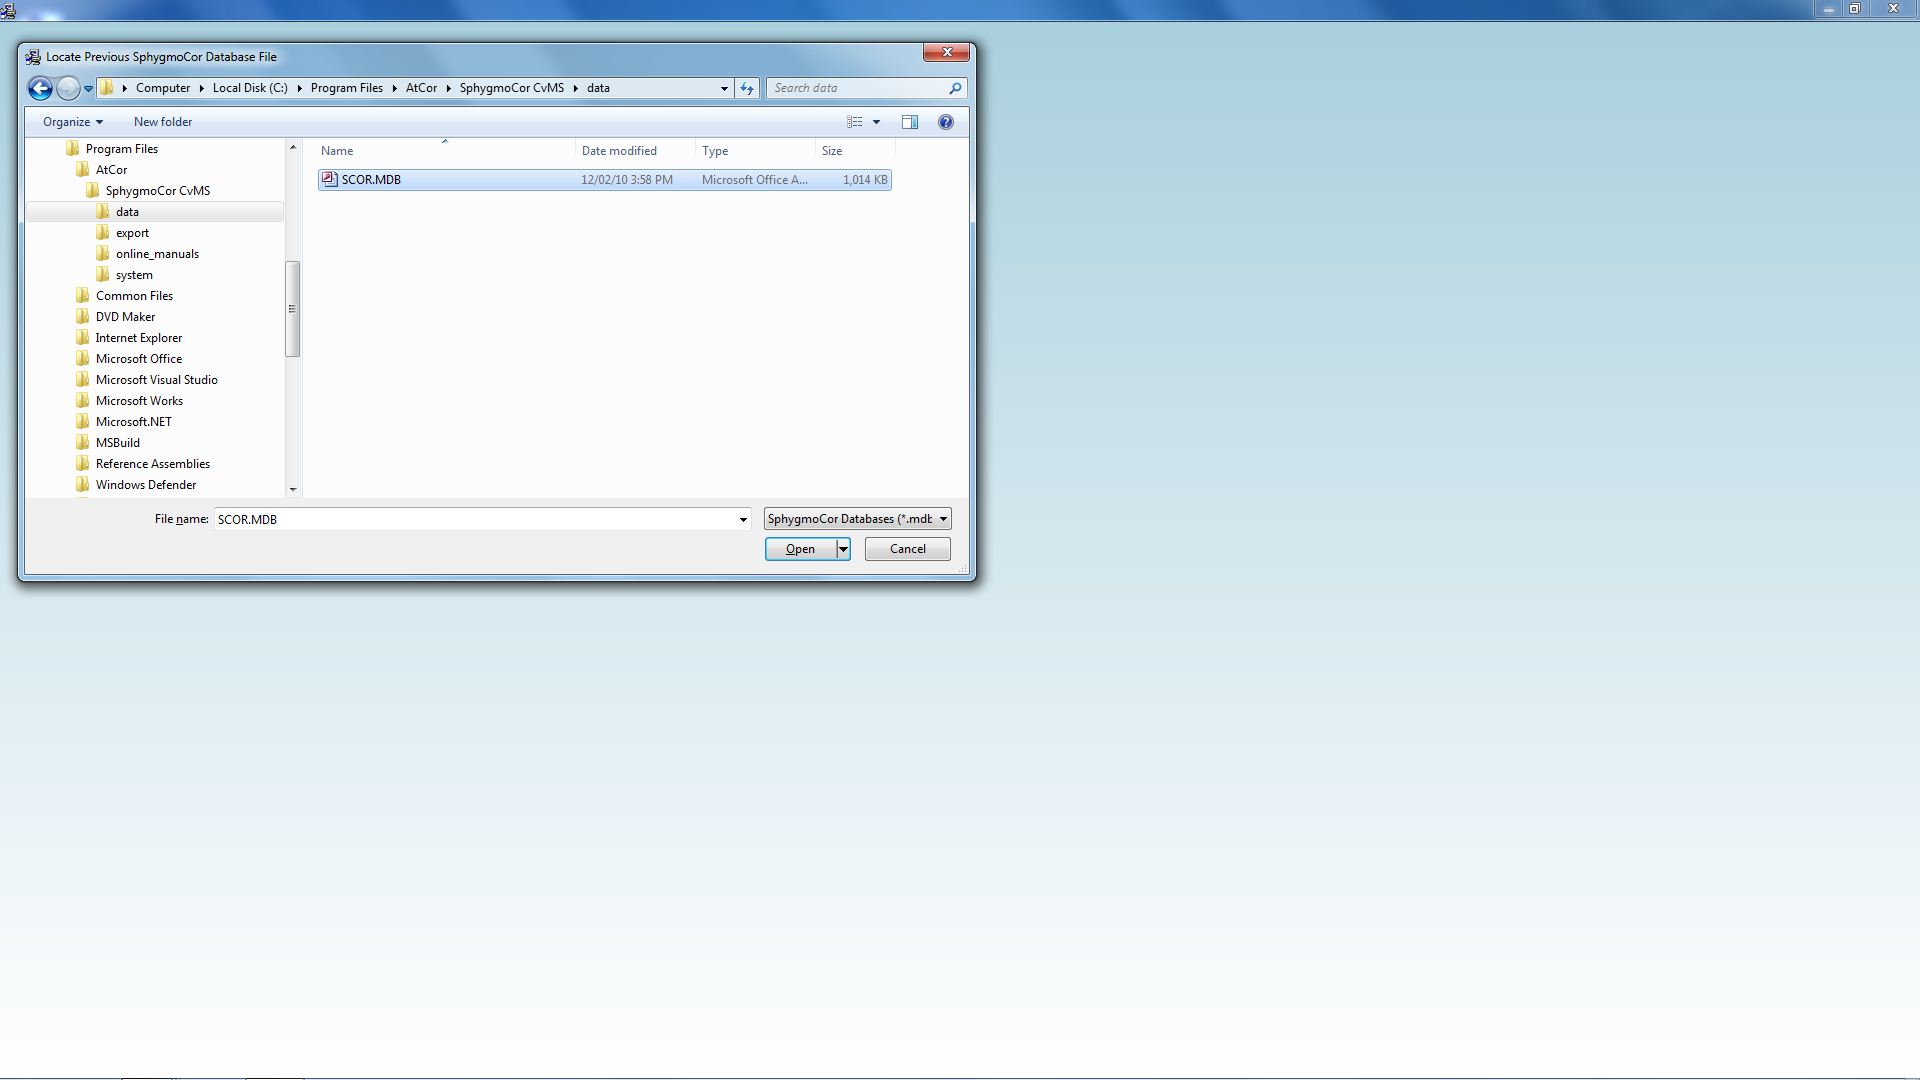 Locate Previous SphygmoCor Database File
Computer Local Disk (C:) Program Files AtCor SphygmoCor CvMS data
Search data
Organize New folder
Program Files
AtCor
SphygmoCor CvMS
data
export
online_manuals
system
Common Files
DVD Maker
Internet Explorer
Microsoft Office
Microsoft Visual Studio
Microsoft Works
Microsoft.NET
MSBuild
Reference Assemblies
Windows Defender
Name Date modified Type Size
SCOR.MDB 12/02/10 3:58 PM Microsoft Office A... 1,014 KB
File name: SCOR.MDB SphygmoCor Databases (*.mdb
Open Cancel